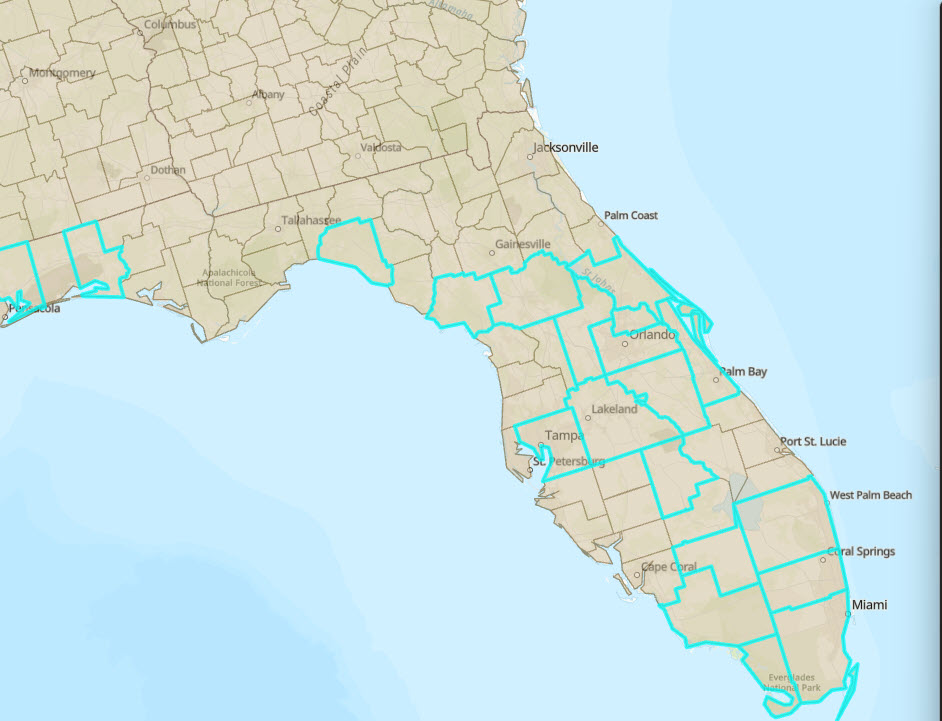 Altamaha
Columbus
Montgomery
Coastal Plain
Albany
Jacksonville
Valdosta
Dothan
Palm Coast
Tallahassee
Gainesville
Apalachicola
National Forest
St Johns
Pensacola
Orlando
Palm Bay
Lakeland
Tampa
Port St. Lucie
St. Petersburg
West Palm Beach
Coral Springs
Cape Coral
Miami
Everglades
National Park